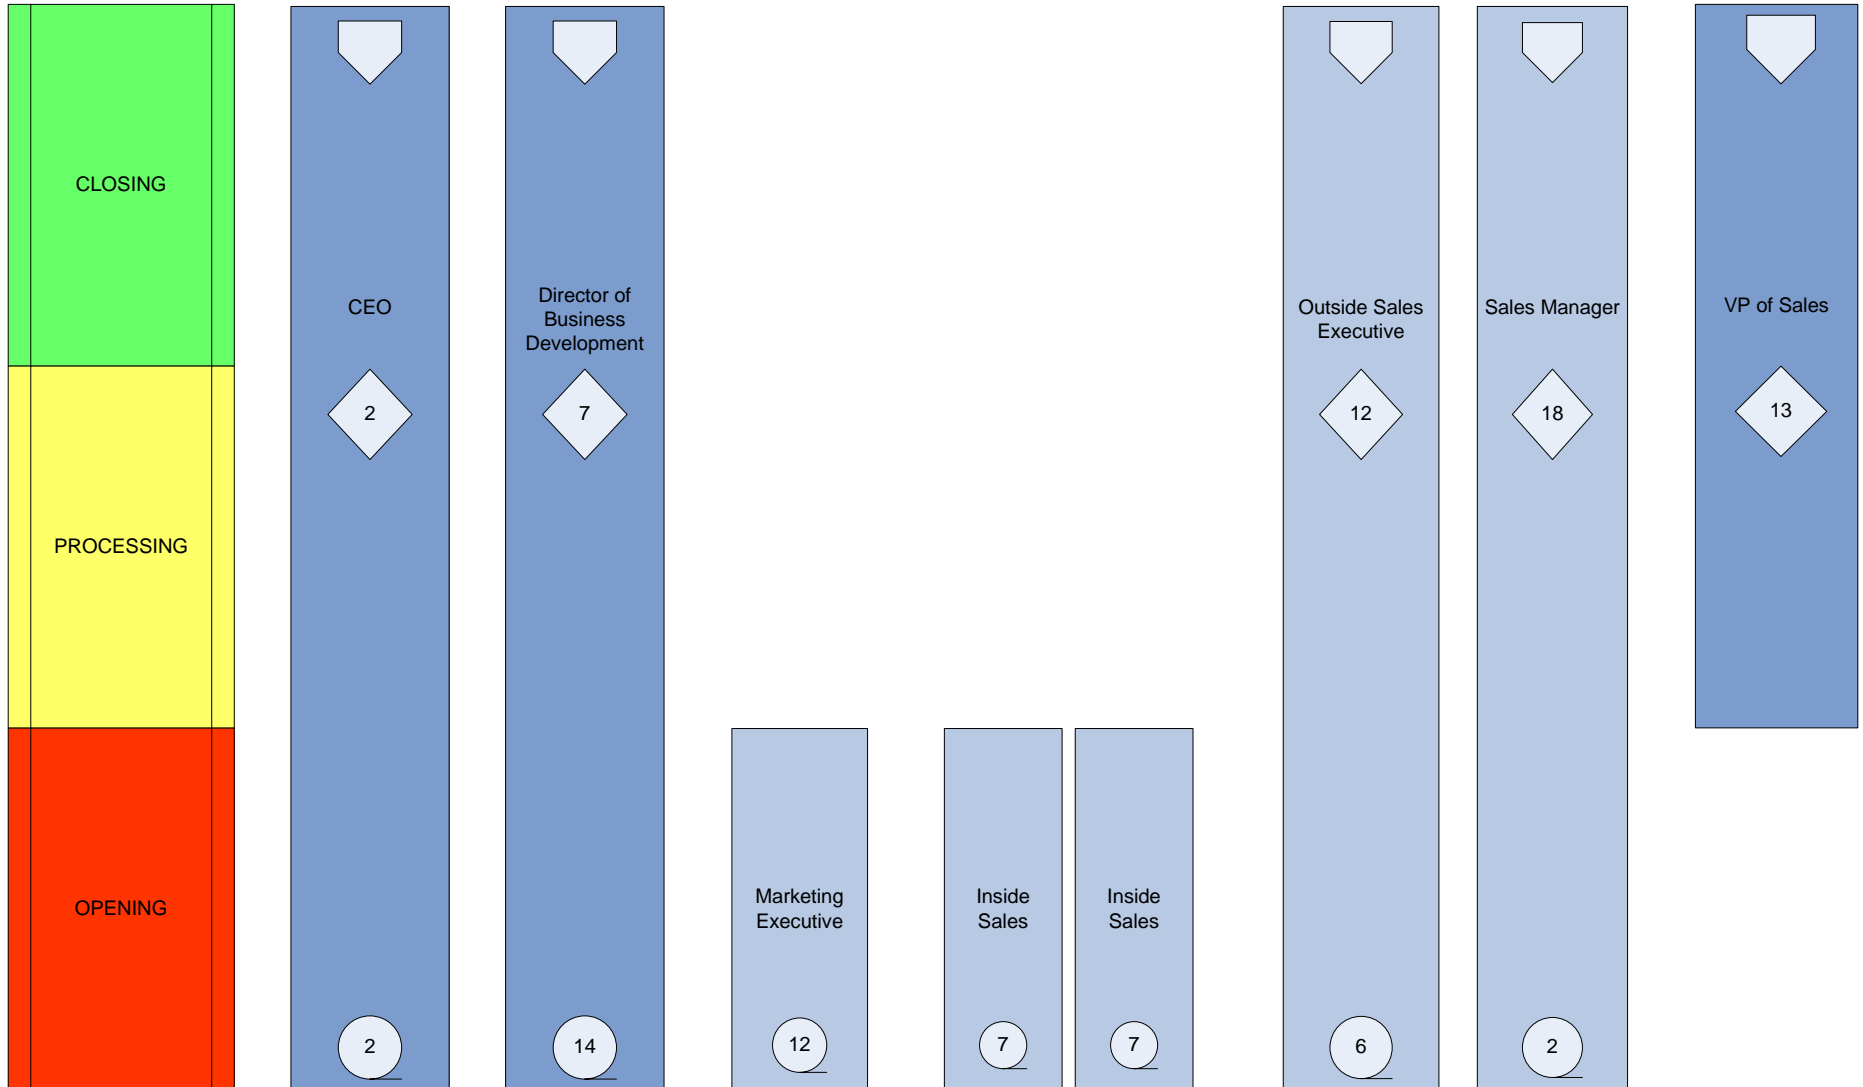 CLOSING
CEO
Director of
Business
Development
Outside Sales
Executive
Sales Manager
VP of Sales
2
7
12
18
13
PROCESSING
OPENING
Marketing
Executive
Inside
Sales
Inside
Sales
2
14
12
7
7
6
2